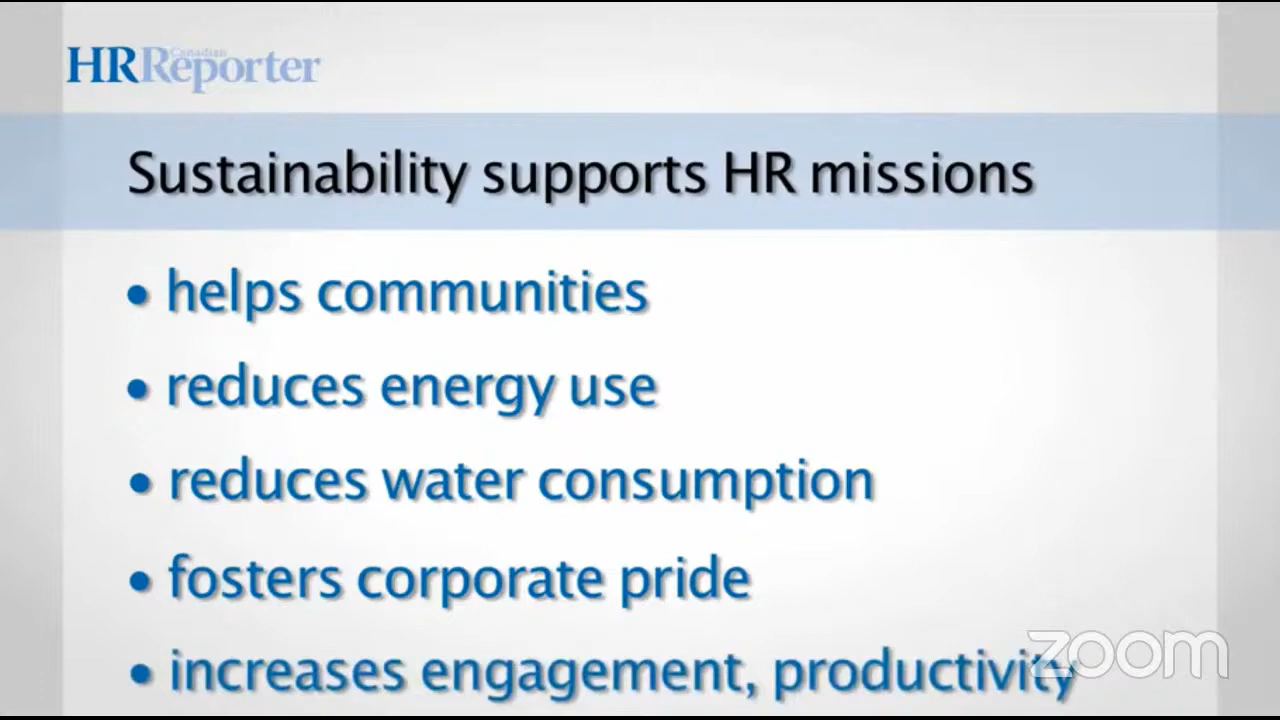 HR Canadian Reporter
Sustainability supports HR missions
• helps communities
• reduces energy use
• reduces water consumption
• fosters corporate pride
• increases engagement, productivity
zoom